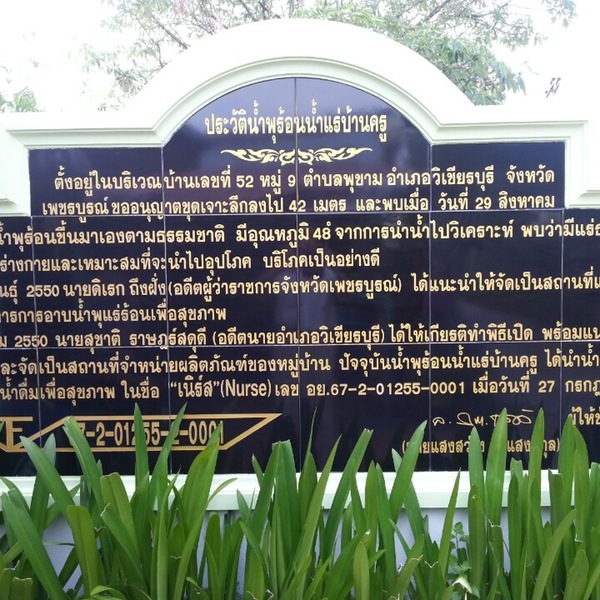 ประวัติน้ำพุร้อนน้ำแร่บ้านครู
ตั้งอยู่ในบริเวณบ้านเลขที่ 52 หมู่ 9 ตำบลพุขาม อำเภอวิเชียรบุรี จังหวัด
เพชรบูรณ์ ขออนุญาตขุดเจาะลึกลงไป 42 เมตร และพบเมื่อ วันที่ 29 สิงหาคม
น้ำพุร้อนขึ้นมาเองตามธรรมชาติ มีอุณหภูมิ 48 จากการนำน้ำไปวิเคราะห์ พบว่ามีแร่ธ
ร่างกายและเหมาะสมที่จะนำไปอุปโภค บริโภคเป็นอย่างดี
พันธุ์ 2550 นายดิเรก ถึงฝั่ง (อดีตผู้ว่าราชการจังหวัดเพชรบูรณ์) ได้แนะนำให้จัดเป็นสถานที่แ
การการอาบน้ำพุแร่ร้อนเพื่อสุขภาพ
ม 2550 นายสุชาติ ราษฎร์สดุดี (อดีตนายอำเภอวิเชียรบุรี) ได้ให้เกียรติทำพิธีเปิด พร้อมแน
ละจัดเป็นสถานที่จำหน่ายผลิตภัณฑ์ของหมู่บ้าน ปัจจุบันน้ำพุร้อนน้ำแร่บ้านครู ได้นำน้ำ
น้ำดื่มเพื่อสุขภาพ ในชื่อ "เนิร์ส" (Nurse) เลข อย.67-2-01255-0001 เมื่อวันที่ 27 กรกฎ
7-2-01255-2-0001
ผู้ให้ข้